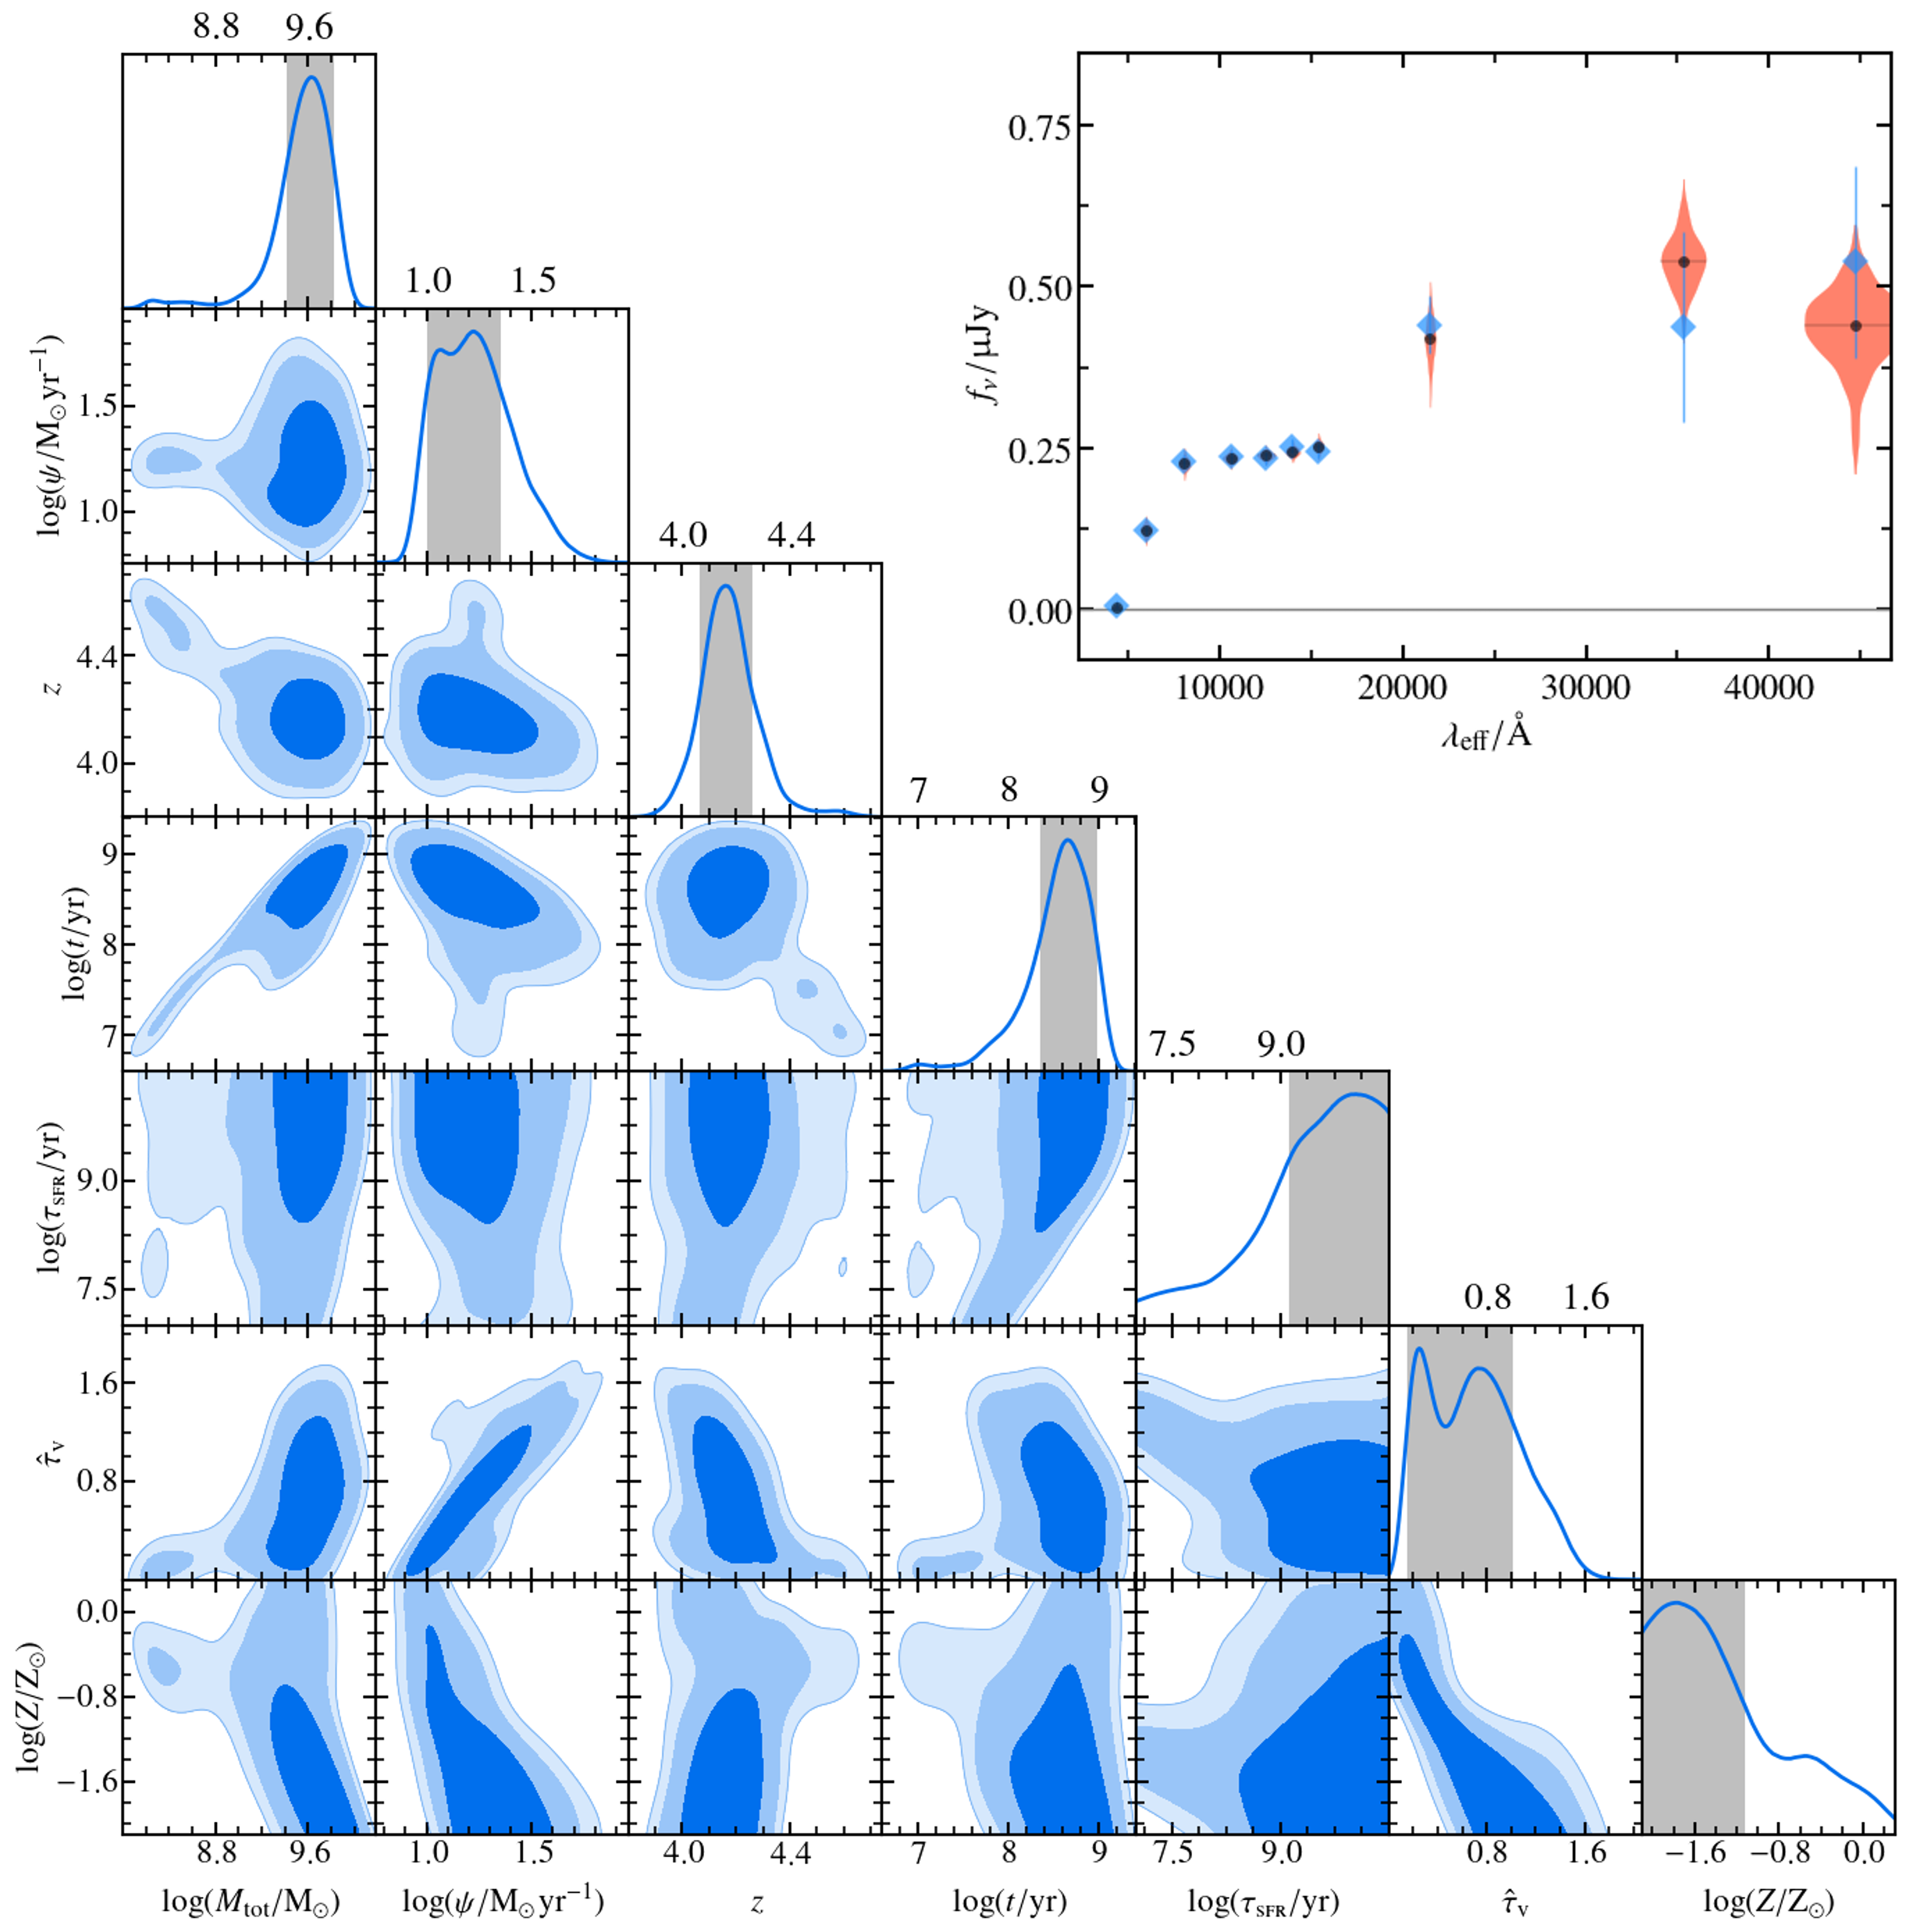 8.8 9.6
0.75
0.50
0.25
0.00
f_ν/μJy
10000 20000 30000 40000
λ_eff/Å
1.0 1.5
log(ψ/M_⊙yr⁻¹)
1.5
1.0
4.0 4.4
z
4.4
4.0
7 8 9
log(t/yr)
9
8
7
7.5 9.0
log(τ_SFR/yr)
9.0
7.5
0.8 1.6
τ̂_V
1.6
0.8
log(Z/Z_⊙)
0.0
−0.8
−1.6
8.8 9.6 1.0 1.5 4.0 4.4 7 8 9 7.5 9.0 0.8 1.6 −1.6 −0.8 0.0
log(M_tot/M_⊙) log(ψ/M_⊙yr⁻¹) z log(t/yr) log(τ_SFR/yr) τ̂_V log(Z/Z_⊙)